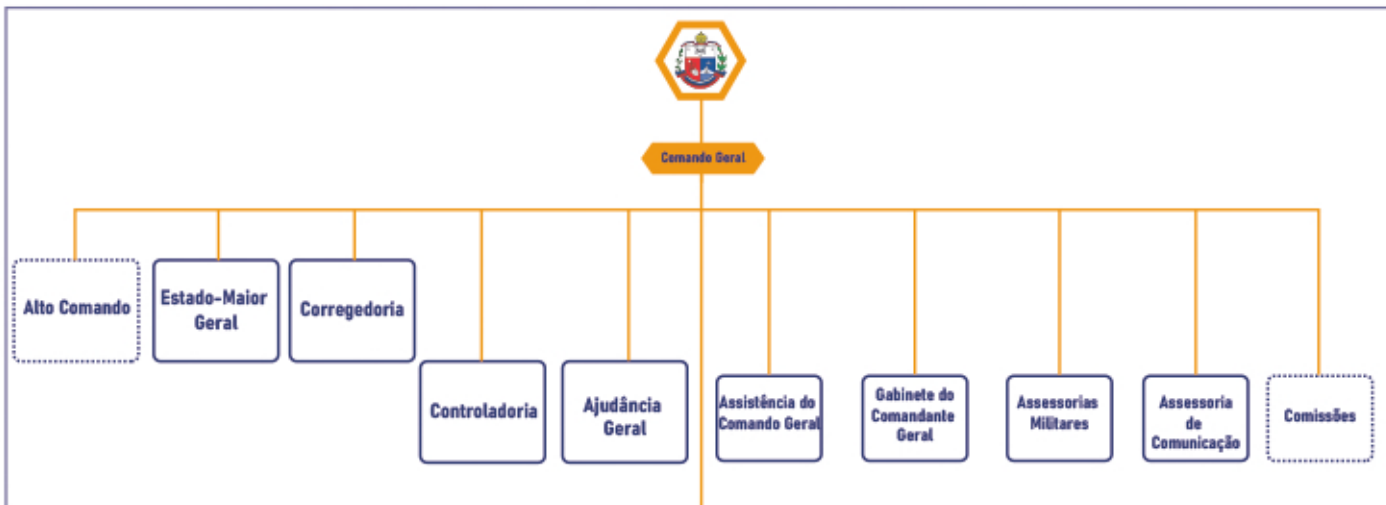 Comando Geral
Alto Comando
Estado-Maior
Geral
Corregedoria
Controladoria
Ajudância
Geral
Assistência do
Comando Geral
Gabinete do
Comandante
Geral
Assessorias
Militares
Assessoria
de
Comunicação
Comissões